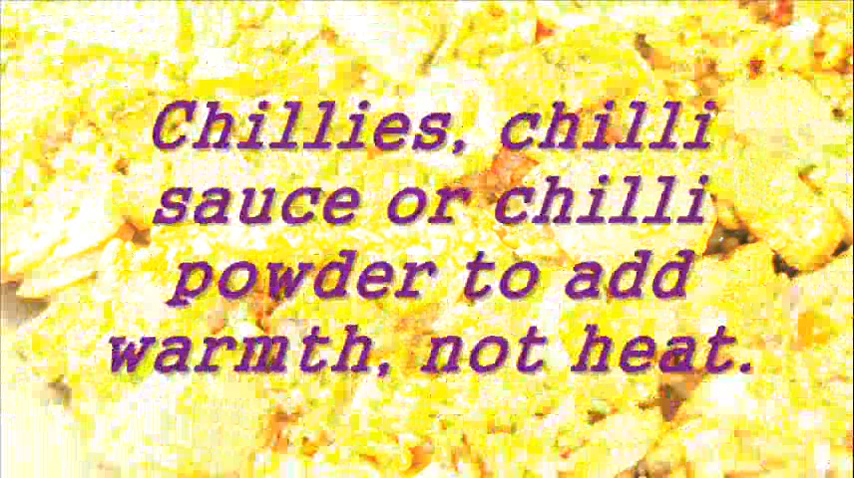 Chillies, chilli
sauce or chilli
powder to add
warmth, not heat.